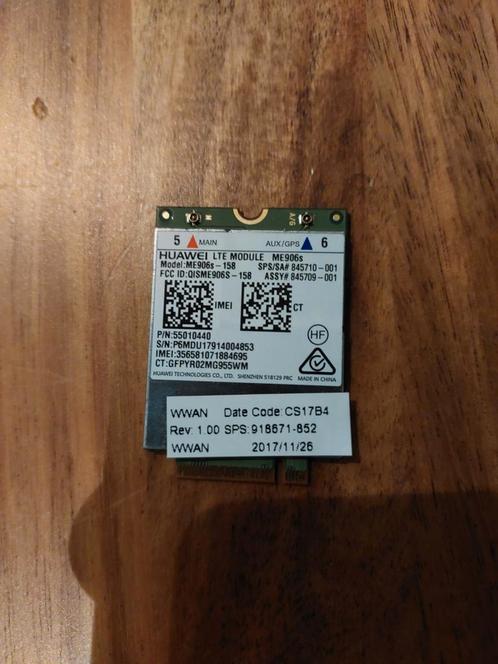 M A/G
5 MAIN AUX/GPS 6
HUAWEI LTE MODULE ME906s
Model:ME906s-158 SPS/SA# 845710-001
FCC ID:QISME906S-158 ASSY# 845709-001
IMEI CT
HF
P/N:55010440
S/N:P6MDU17914004853
IMEI:356581071884695
CT:GFPYR02MG955WM
HUAWEI TECHNOLOGIES CO., LTD. SHENZHEN 518129 PRC MADE IN CHINA
WWAN Date Code: CS17B4
Rev: 1.00 SPS:918671-852
WWAN 2017/11/26